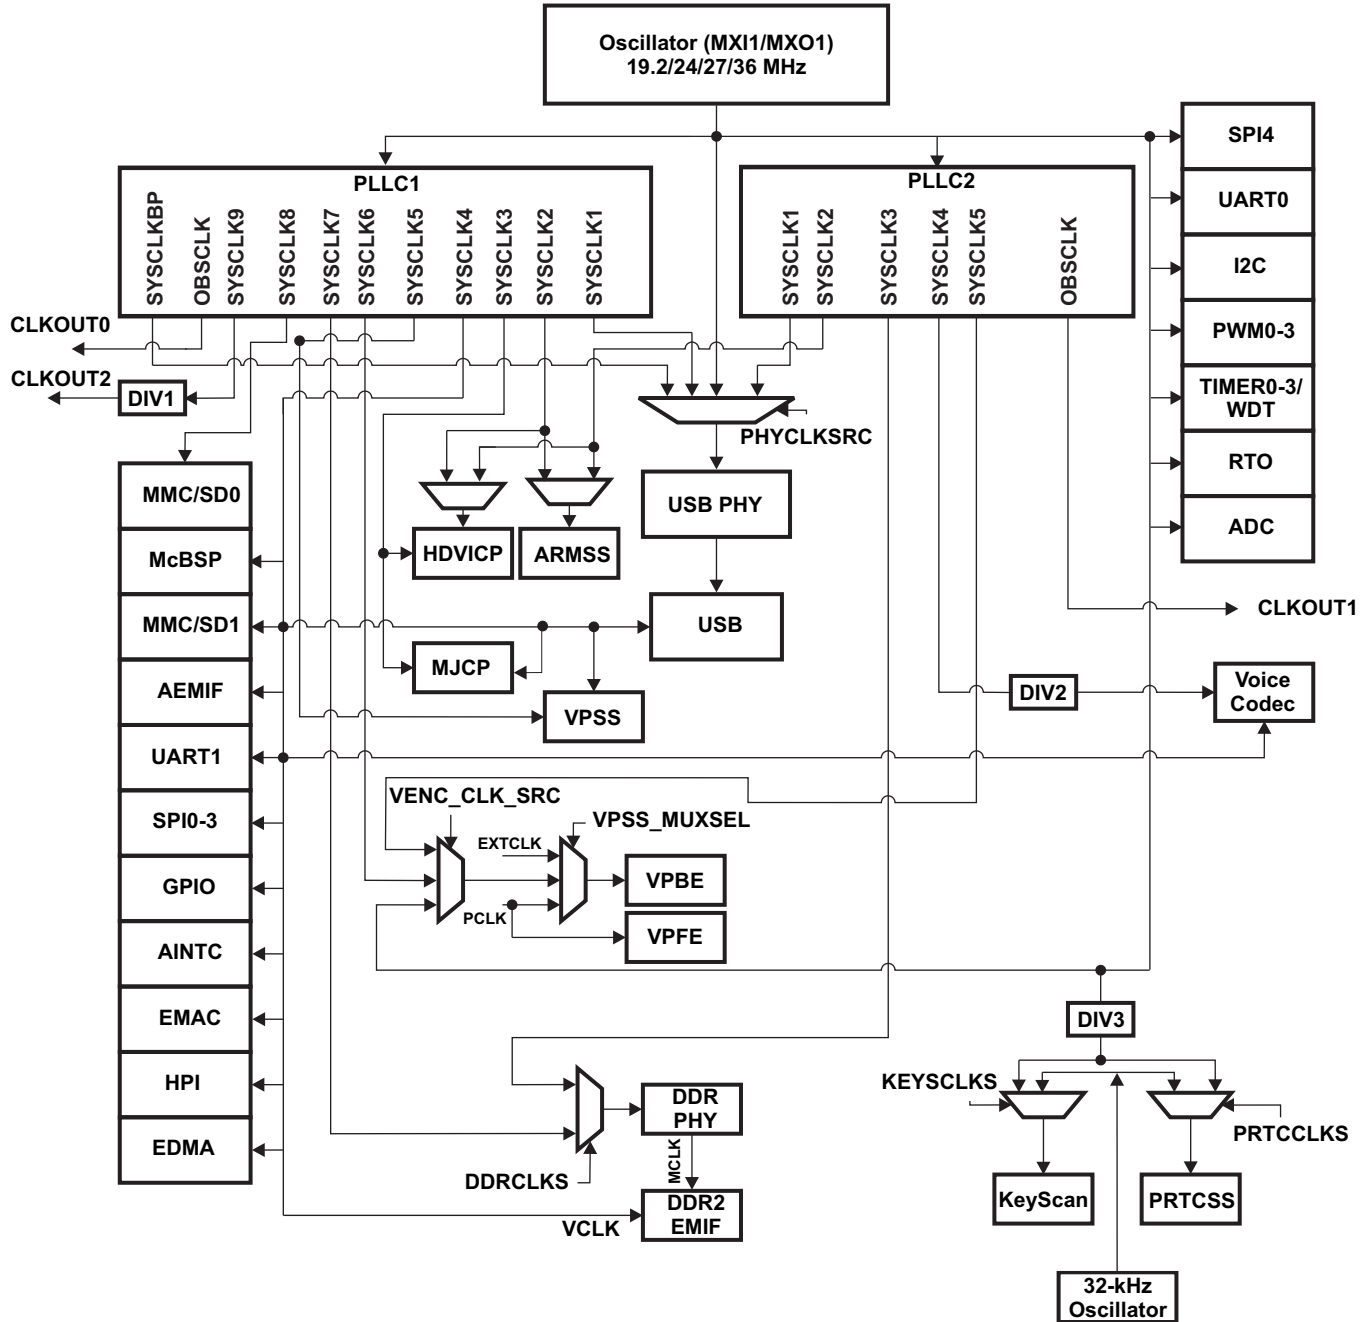 Oscillator (MXI1/MXO1)
19.2/24/27/36 MHz
PLLC1
SYSCLKBP
OBSCLK
SYSCLK9
SYSCLK8
SYSCLK7
SYSCLK6
SYSCLK5
SYSCLK4
SYSCLK3
SYSCLK2
SYSCLK1
PLLC2
SYSCLK1
SYSCLK2
SYSCLK3
SYSCLK4
SYSCLK5
OBSCLK
SPI4
UART0
I2C
PWM0-3
TIMER0-3/
WDT
RTO
ADC
CLKOUT0
CLKOUT2
DIV1
PHYCLKSRC
MMC/SD0
McBSP
MMC/SD1
AEMIF
UART1
SPI0-3
GPIO
AINTC
EMAC
HPI
EDMA
HDVICP
ARMSS
USB PHY
USB
MJCP
VPSS
CLKOUT1
DIV2
Voice
Codec
VENC_CLK_SRC
VPSS_MUXSEL
EXTCLK
PCLK
VPBE
VPFE
DIV3
KEYSCLKS
PRTCCLKS
DDR
PHY
MCLK
DDRCLKS
DDR2
EMIF
VCLK
KeyScan
PRTCSS
32-kHz
Oscillator